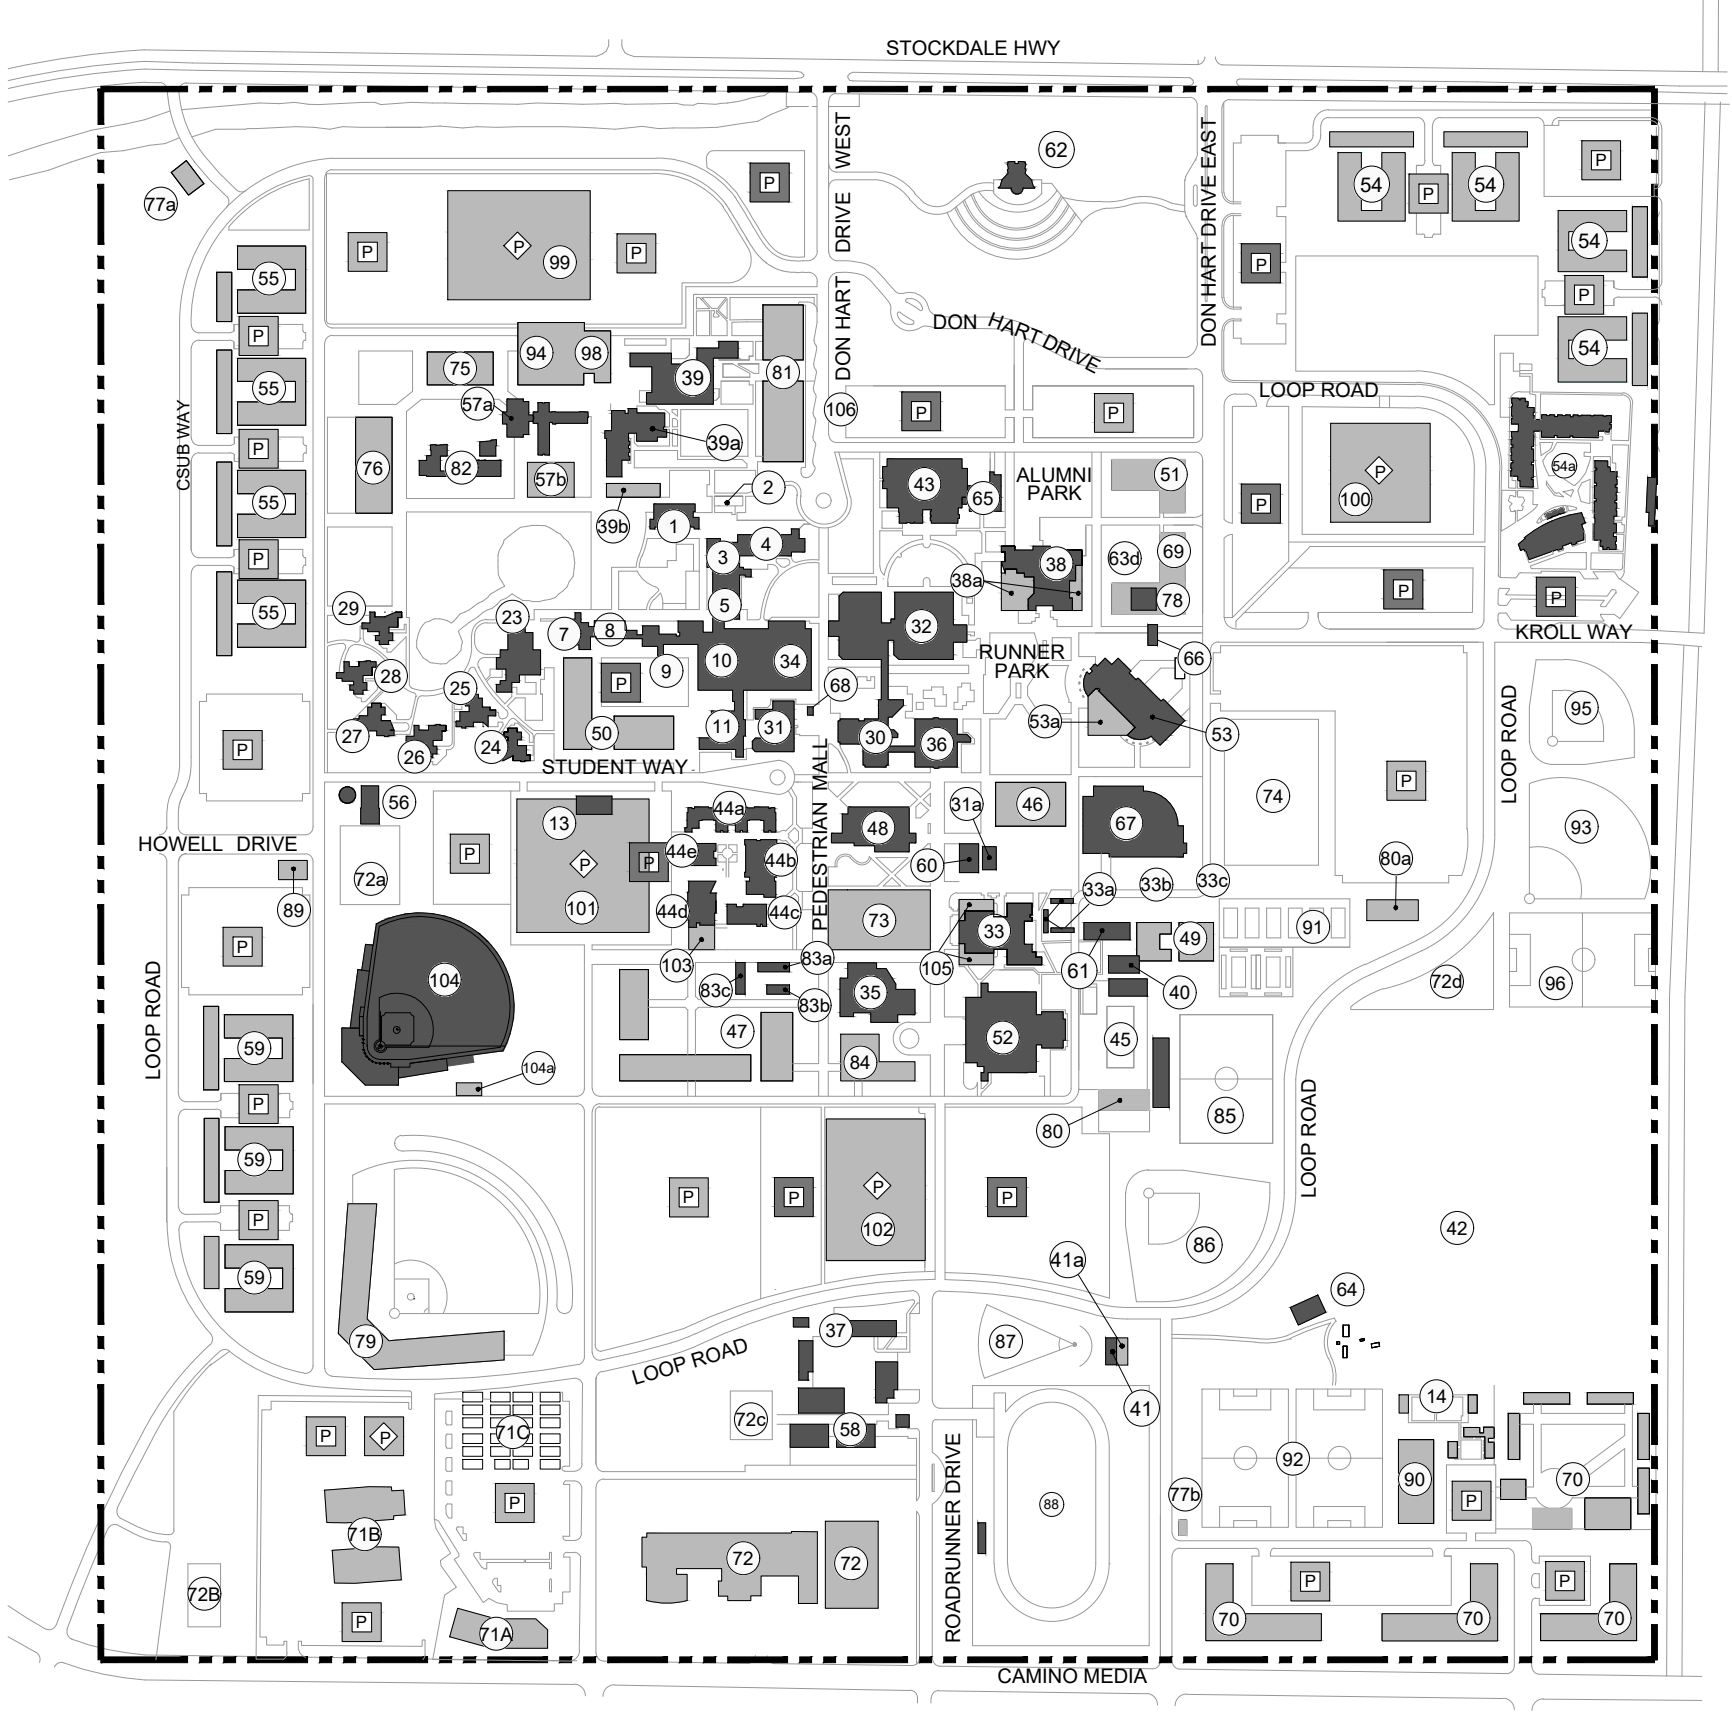 STOCKDALE HWY
62
54
54
P
P
P
77a
DON HART DRIVE WEST
DON HART DRIVE EAST
P
P
99
P
54
P
55
P
P
54
94
98
39
81
DON HART DRIVE
75
55
57a
106
P
P
LOOP ROAD
CSUB WAY
39a
P
76
82
57b
2
43
65
ALUMNI
PARK
51
P
100
54a
55
39b
1
P
3
4
38
38a
63d
69
P
5
78
P
P
29
55
23
7
8
32
KROLL WAY
10
34
9
RUNNER
PARK
66
28
25
P
68
95
27
26
24
50
11
31
30
36
53a
53
LOOP ROAD
P
STUDENT WAY
PEDESTRIAN MALL
P
56
13
44a
31a
46
74
93
67
48
HOWELL DRIVE
P
P
P
44e
44b
60
80a
72a
89
101
44d
44c
73
33a
33b
33c
91
P
103
105
33
61
49
LOOP ROAD
104
83a
83c
83b
35
40
72d
96
59
47
84
52
45
104a
85
P
80
LOOP ROAD
59
P
P
P
P
P
102
86
42
59
41a
64
79
37
87
LOOP ROAD
41
P
P
71C
72c
58
14
ROADRUNNER DRIVE
P
88
77b
92
90
P
70
71B
72
72
72B
P
71A
P
P
70
70
70
CAMINO MEDIA